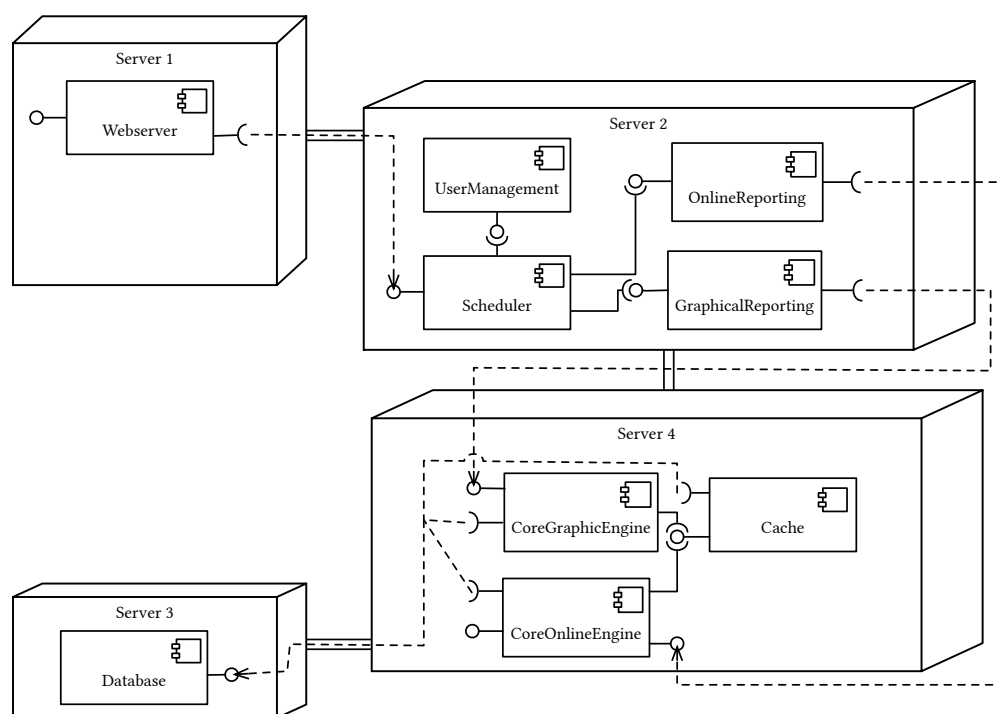 Server 1
Webserver
Server 2
UserManagement
OnlineReporting
Scheduler
GraphicalReporting
Server 4
CoreGraphicEngine
Cache
CoreOnlineEngine
Server 3
Database